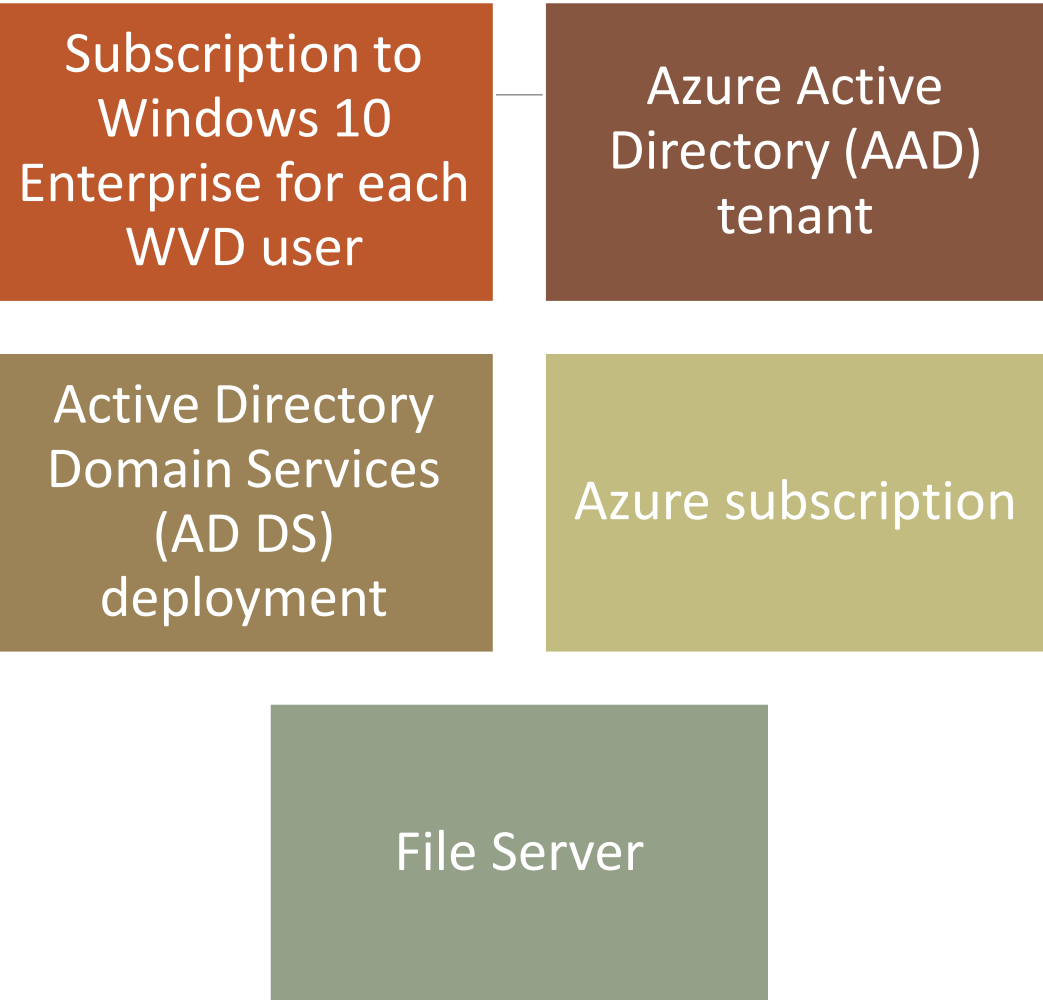 Subscription to
Windows 10
Enterprise for each
WVD user
Azure Active
Directory (AAD)
tenant
Active Directory
Domain Services
(AD DS)
deployment
Azure subscription
File Server